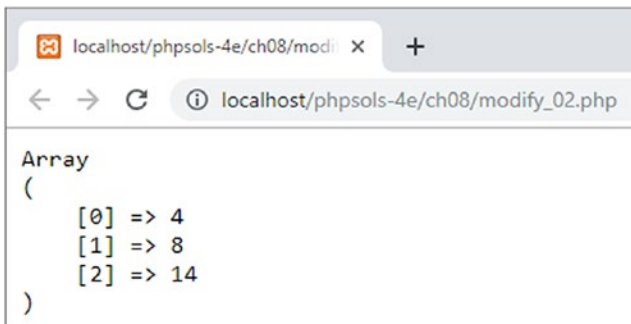 localhost/phpsols-4e/ch08/modi
localhost/phpsols-4e/ch08/modify_02.php
Array
(
[0] => 4
[1] => 8
[2] => 14
)